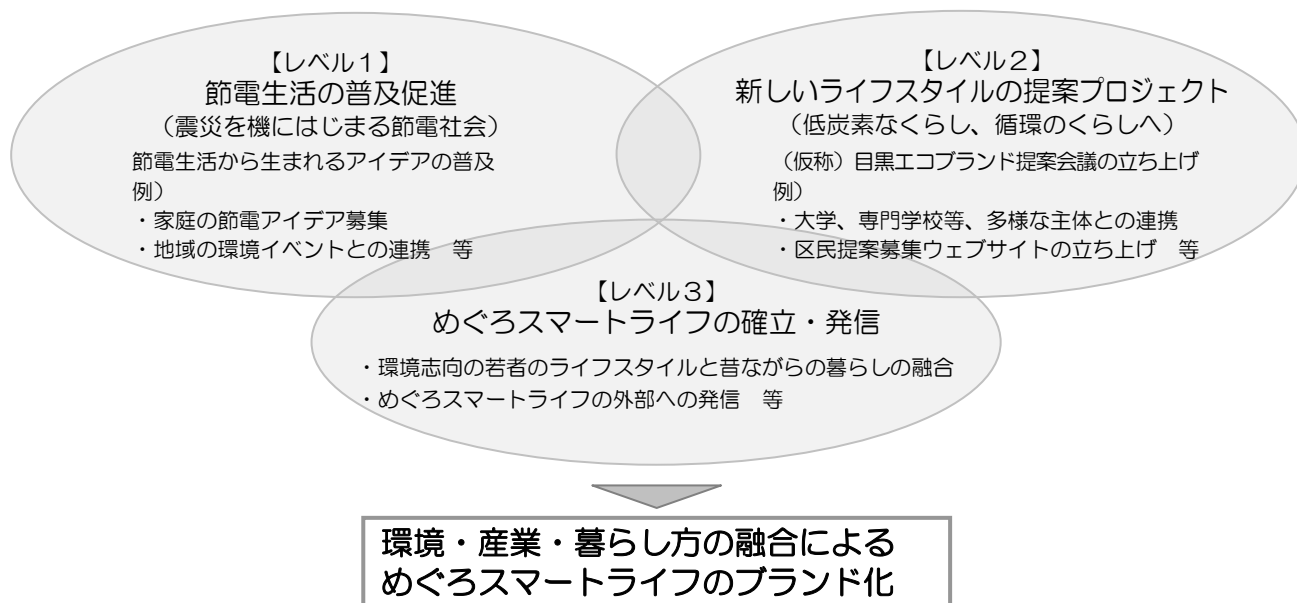 【レベル１】
節電生活の普及促進
（震災を機にはじまる節電社会）
節電生活から生まれるアイデアの普及
例）
・家庭の節電アイデア募集
・地域の環境イベントとの連携　等
【レベル２】
新しいライフスタイルの提案プロジェクト
（低炭素なくらし、循環のくらしへ）
（仮称）目黒エコブランド提案会議の立ち上げ
例）
・大学、専門学校等、多様な主体との連携
・区民提案募集ウェブサイトの立ち上げ　等
【レベル３】
めぐろスマートライフの確立・発信
・環境志向の若者のライフスタイルと昔ながらの暮らしの融合
・めぐろスマートライフの外部への発信　等
環境・産業・暮らし方の融合による
めぐろスマートライフのブランド化